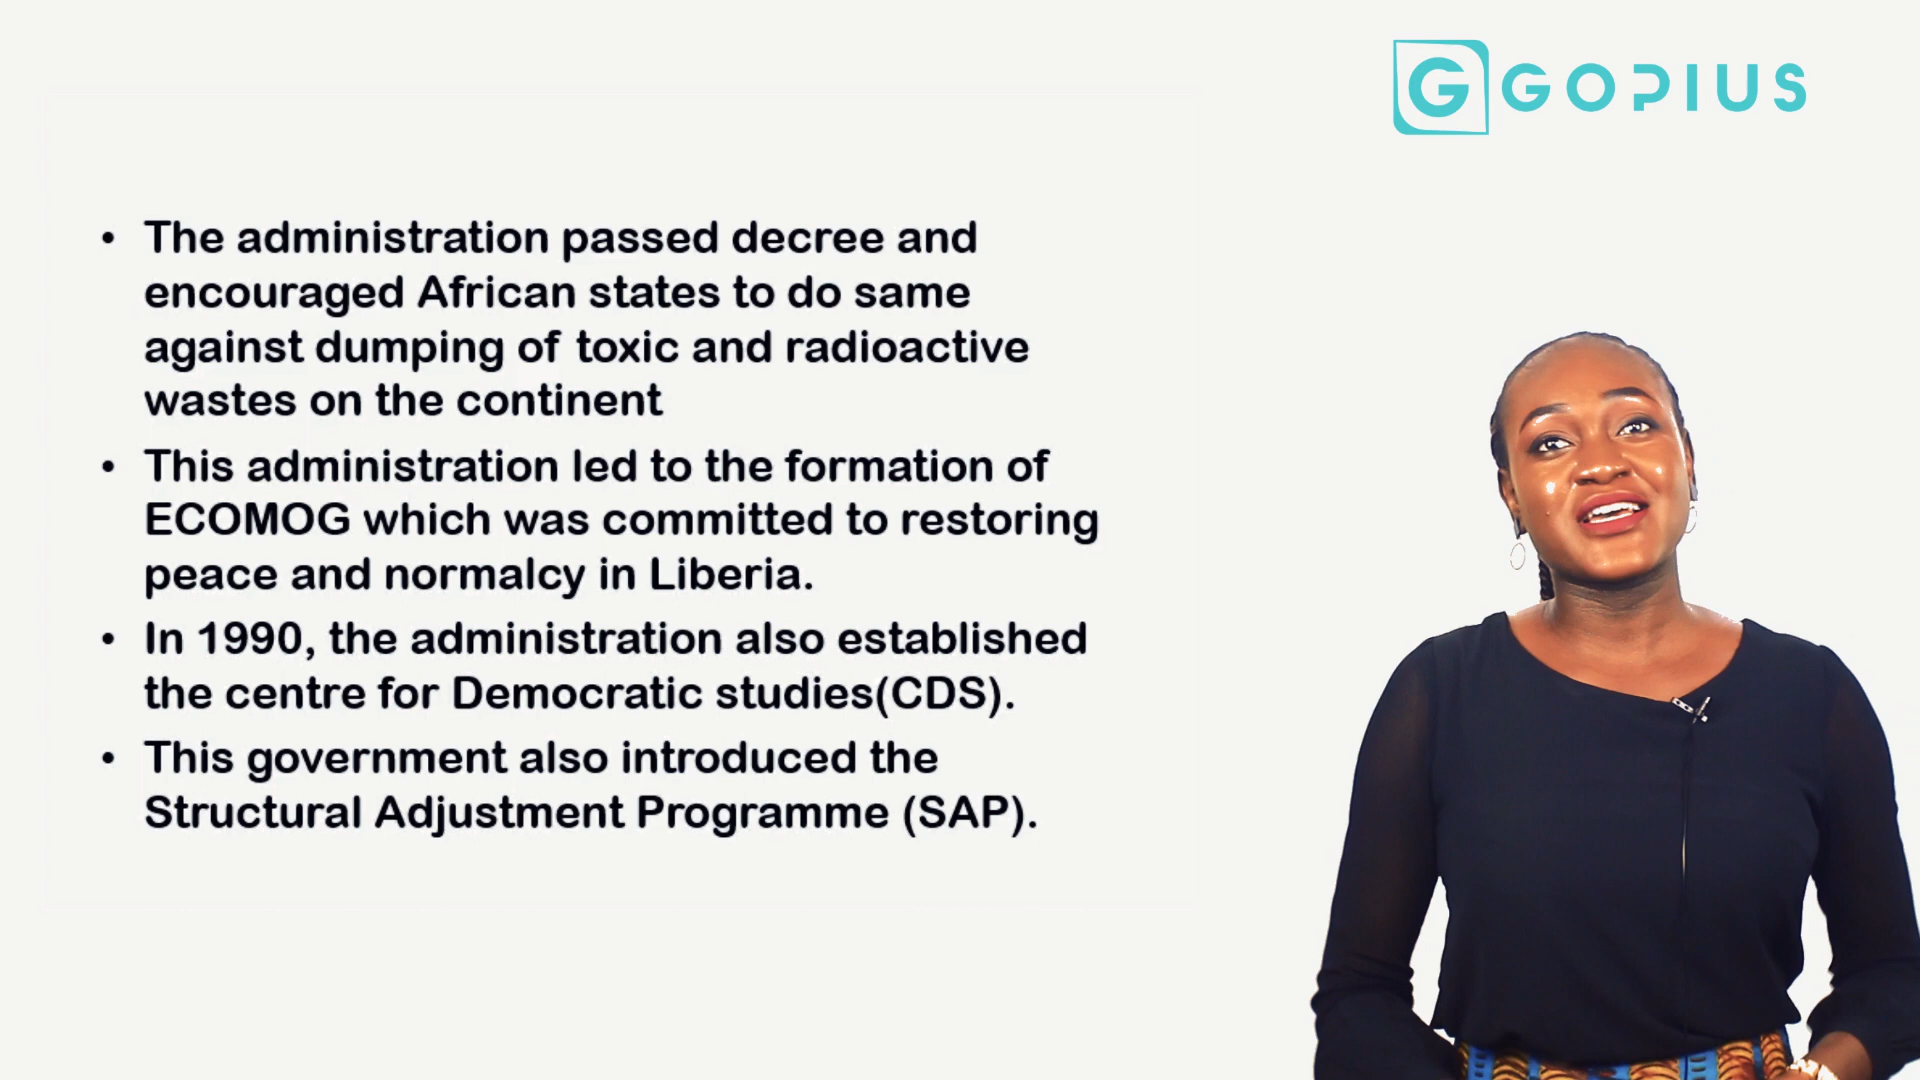 G GOPIUS
• The administration passed decree and
encouraged African states to do same
against dumping of toxic and radioactive
wastes on the continent
• This administration led to the formation of
ECOMOG which was committed to restoring
peace and normalcy in Liberia.
• In 1990, the administration also established
the centre for Democratic studies(CDS).
• This government also introduced the
Structural Adjustment Programme (SAP).